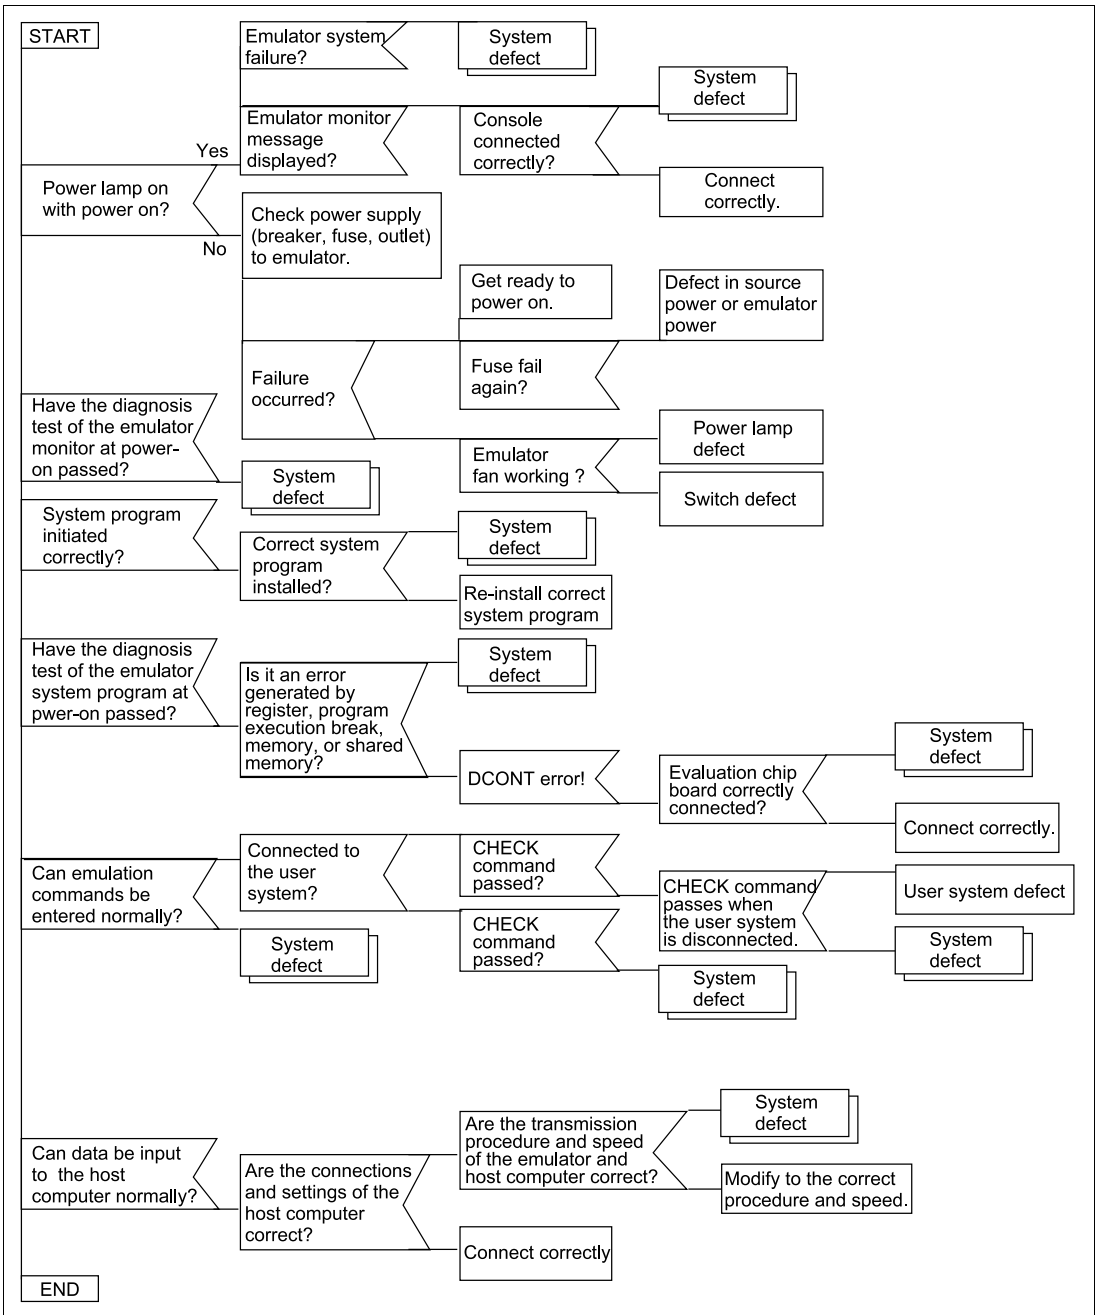 START
Emulator system
failure?
System
defect
System
defect
Emulator monitor
message
displayed?
Console
connected
correctly?
Yes
Power lamp on
with power on?
Connect
correctly.
No
Check power supply
(breaker, fuse, outlet)
to emulator.
Get ready to
power on.
Defect in source
power or emulator
power
Failure
occurred?
Fuse fail
again?
Have the diagnosis
test of the emulator
monitor at power-
on passed?
Power lamp
defect
Emulator
fan working ?
System
defect
Switch defect
System program
initiated
correctly?
Correct system
program
installed?
System
defect
Re-install correct
system program
Have the diagnosis
test of the emulator
system program at
pwer-on passed?
Is it an error
generated by
register, program
execution break,
memory, or shared
memory?
System
defect
DCONT error!
Evaluation chip
board correctly
connected?
System
defect
Connect correctly.
Can emulation
commands be
entered normally?
Connected to
the user
system?
CHECK
command
passed?
CHECK command
passes when
the user system
is disconnected.
User system defect
System
defect
CHECK
command
passed?
System
defect
System
defect
Can data be input
to the host
computer normally?
Are the connections
and settings of the
host computer
correct?
Are the transmission
procedure and speed
of the emulator and
host computer correct?
System
defect
Modify to the correct
procedure and speed.
Connect correctly
END